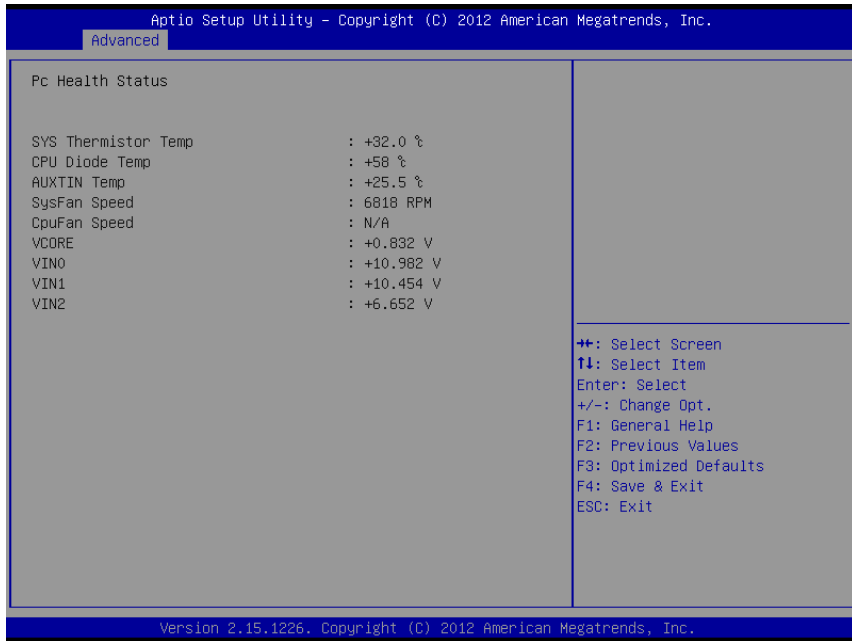 Aptio Setup Utility – Copyright (C) 2012 American Megatrends, Inc.
Advanced
Pc Health Status
SYS Thermistor Temp : +32.0 ℃
CPU Diode Temp : +58 ℃
AUXTIN Temp : +25.5 ℃
SysFan Speed : 6818 RPM
CpuFan Speed : N/A
VCORE : +0.832 V
VIN0 : +10.982 V
VIN1 : +10.454 V
VIN2 : +6.652 V
→←: Select Screen
↑↓: Select Item
Enter: Select
+/-: Change Opt.
F1: General Help
F2: Previous Values
F3: Optimized Defaults
F4: Save & Exit
ESC: Exit
Version 2.15.1226. Copyright (C) 2012 American Megatrends, Inc.